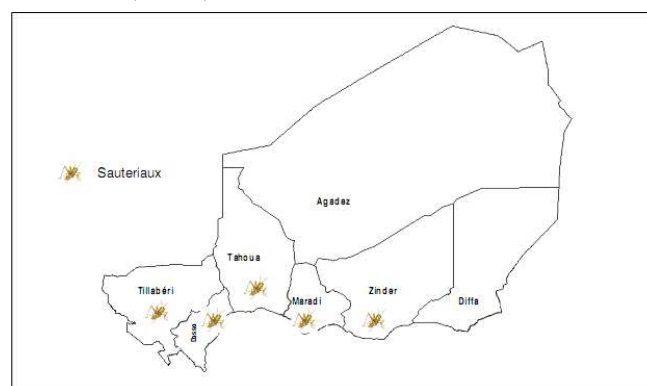 Sauteriaux
Agadez
Tahoua
Tillabéri
Maradi
Zinder
Diffa
Dosso